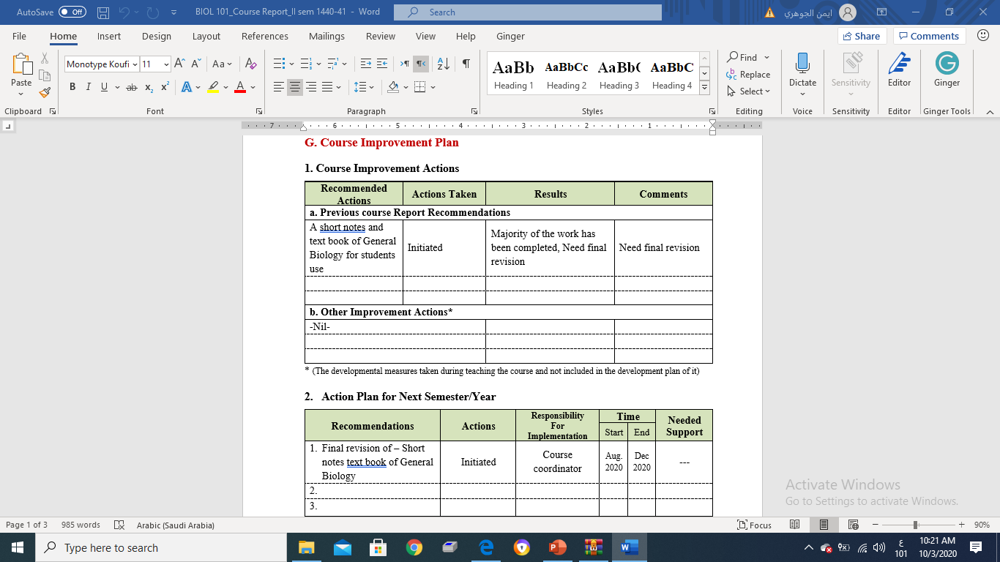 AutoSave Off BIOL 101_Course Report_II sem 1440-41 - Word Search ايمن الجوهري
File Home Insert Design Layout References Mailings Review View Help Ginger Share Comments
Paste
Clipboard
Monotype Koufi 11
Font
Paragraph
AaBb AaBbCc AaBb( AaBbC
Heading 1 Heading 2 Heading 3 Heading 4
Styles
Find
Replace
Select
Editing
Dictate
Voice
Sensitivity
Sensitivity
Editor
Editor
Ginger
Ginger Tools
7 6 5 4 3 2 1
G. Course Improvement Plan
1. Course Improvement Actions
Recommended
Actions
Actions Taken
Results
Comments
a. Previous course Report Recommendations
A short notes and
text book of General
Biology for students
use
Initiated
Majority of the work has
been completed, Need final
revision
Need final revision
b. Other Improvement Actions*
-Nil-
* (The developmental measures taken during teaching the course and not included in the development plan of it)
2. Action Plan for Next Semester/Year
Recommendations
Actions
Responsibility
For
Implementation
Time
Start End
Needed
Support
1. Final revision of – Short
notes text book of General
Biology
Initiated
Course
coordinator
Aug.
2020
Dec
2020
---
2.
3.
Activate Windows
Go to Settings to activate Windows.
Page 1 of 3 985 words Arabic (Saudi Arabia) Focus 90%
Type here to search
ع
101
10:21 AM
10/3/2020